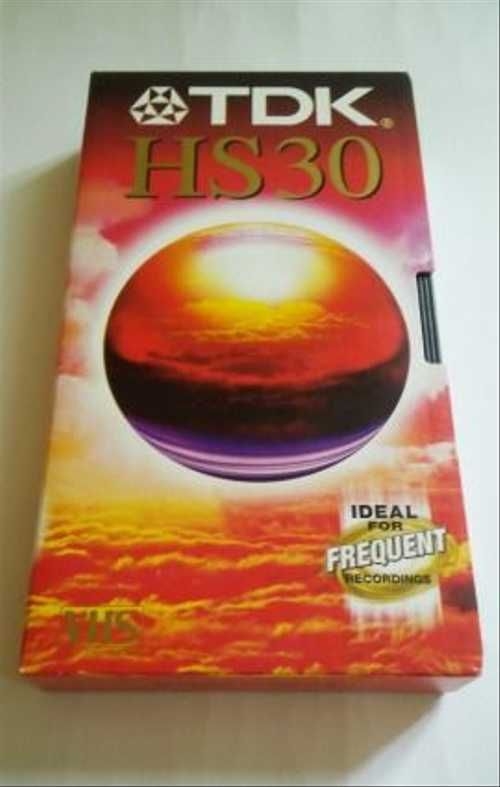 TDK®
HS30
IDEAL
FOR
FREQUENT
RECORDINGS
VHS